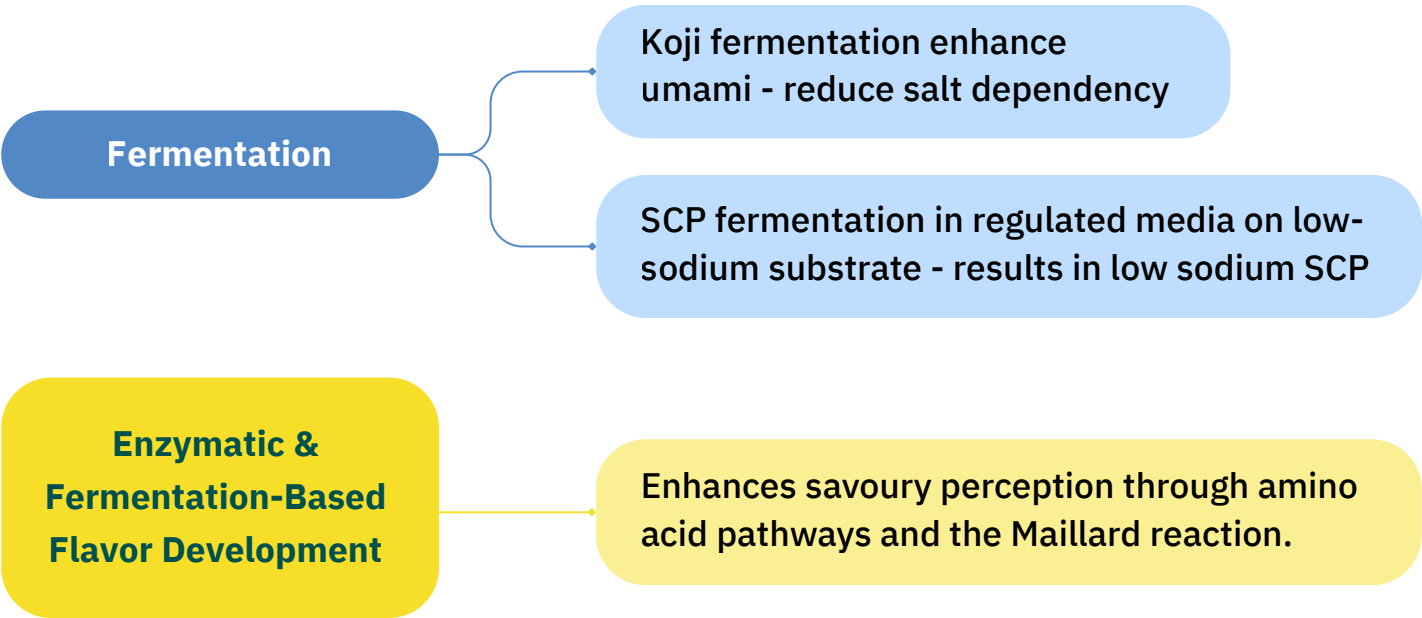 Fermentation
Koji fermentation enhance
umami - reduce salt dependency
SCP fermentation in regulated media on low-
sodium substrate - results in low sodium SCP
Enzymatic &
Fermentation-Based
Flavor Development
Enhances savoury perception through amino
acid pathways and the Maillard reaction.